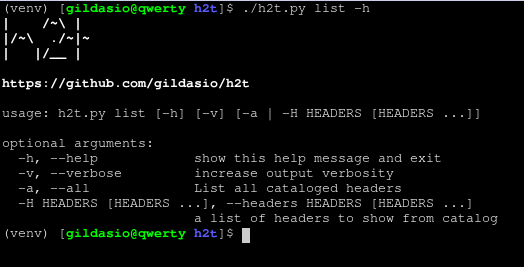 (venv) [gildasio@qwerty h2t]$ ./h2t.py list -h
|    /~\ |
|/~\  ./~|~
|   |/__ |
https://github.com/gildasio/h2t
usage: h2t.py list [-h] [-v] [-a | -H HEADERS [HEADERS ...]]
optional arguments:
  -h, --help            show this help message and exit
  -v, --verbose         increase output verbosity
  -a, --all             List all cataloged headers
  -H HEADERS [HEADERS ...], --headers HEADERS [HEADERS ...]
                        a list of headers to show from catalog
(venv) [gildasio@qwerty h2t]$